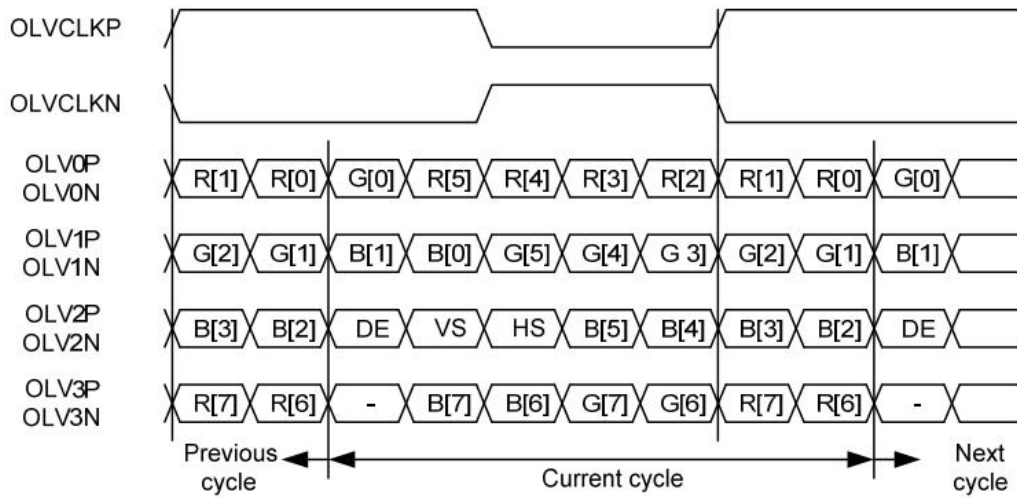 OLVCLKP
OLVCLKN
OLV0P
OLV0N
R[1] R[0] G[0] R[5] R[4] R[3] R[2] R[1] R[0] G[0]
OLV1P
OLV1N
G[2] G[1] B[1] B[0] G[5] G[4] G 3] G[2] G[1] B[1]
OLV2P
OLV2N
B[3] B[2] DE VS HS B[5] B[4] B[3] B[2] DE
OLV3P
OLV3N
R[7] R[6] - B[7] B[6] G[7] G[6] R[7] R[6] -
Previous
cycle
Current cycle
Next
cycle